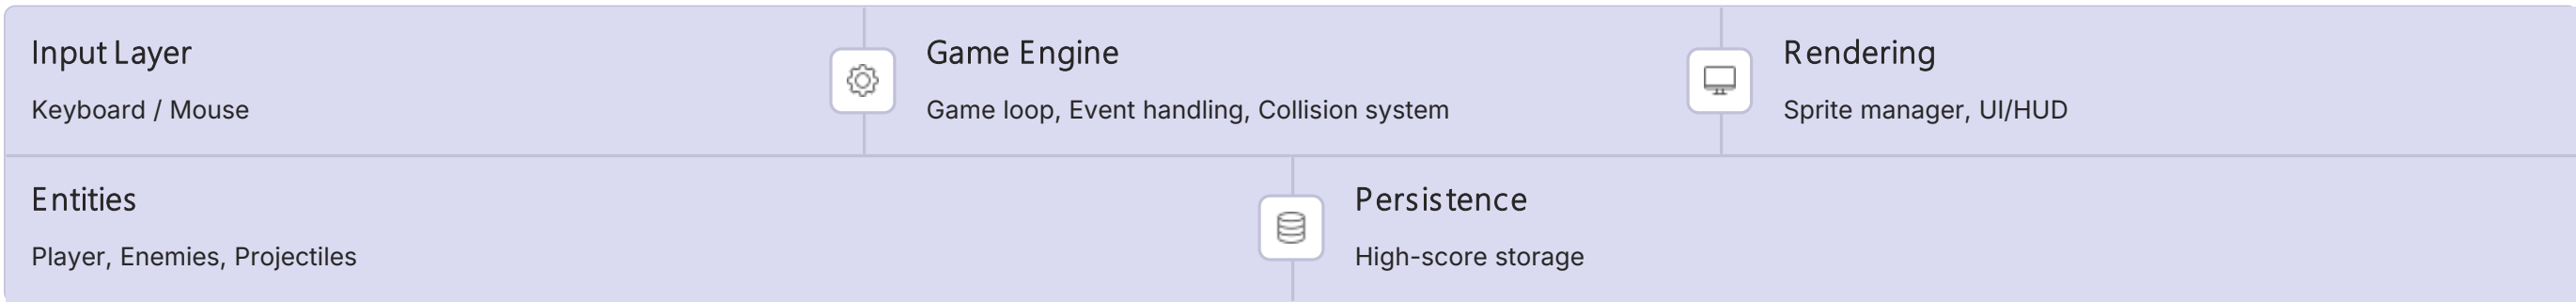 Input Layer
Keyboard / Mouse
Game Engine
Game loop, Event handling, Collision system
Rendering
Sprite manager, UI/HUD
Entities
Player, Enemies, Projectiles
Persistence
High-score storage